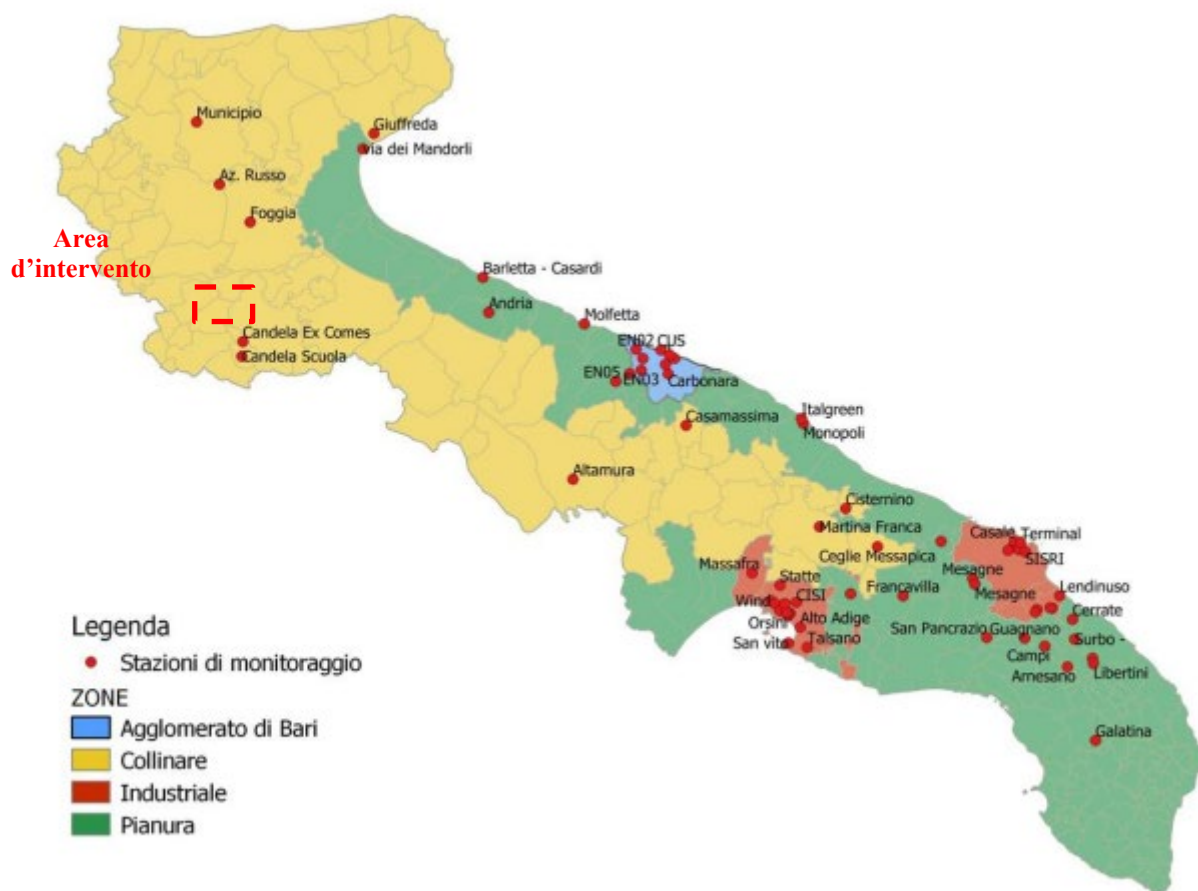 Municipio
Giuffreda
via dei Mandorli
Az. Russo
Foggia
Area
d'intervento
Barletta - Casardi
Andria
Molfetta
Candela Ex Comes
Candela Scuola
EN02 CUS
EN05 EN03 Carbonara
Italgreen
Monopoli
Casamassima
Altamura
Cisternino
Martina Franca
Ceglie Messapica
Casale Terminal
SISRI
Massafra
Statte
Mesagne
Mesagne
Francavilla
Lendinuso
Wind CISI
Cerrate
Orsini Alto Adige
San vito Talsano
San Pancrazio Guagnano
Surbo -
Campi
Arnesano
Libertini
Galatina
Legenda
Stazioni di monitoraggio
ZONE
Agglomerato di Bari
Collinare
Industriale
Pianura